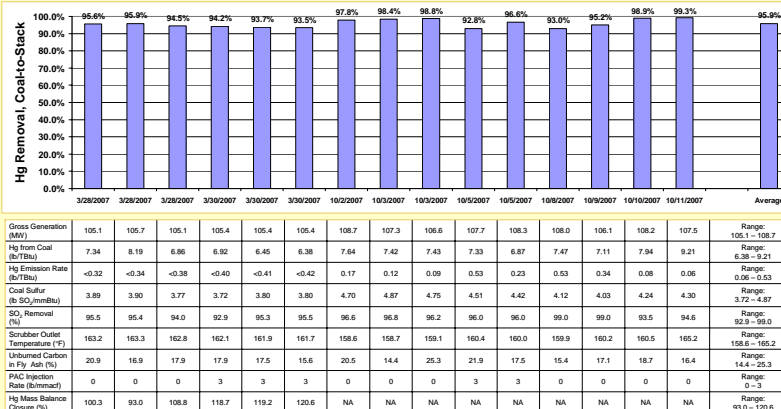 Hg Removal, Coal-to-Stack
100.0%
90.0%
80.0%
70.0%
60.0%
50.0%
40.0%
30.0%
20.0%
10.0%
0.0%
95.6% 95.9% 94.5% 94.2% 93.7% 93.5% 97.8% 98.4% 98.8% 92.8% 96.6% 93.0% 95.2% 98.9% 99.3% 95.9%
3/28/2007 3/28/2007 3/28/2007 3/30/2007 3/30/2007 3/30/2007 10/2/2007 10/3/2007 10/3/2007 10/5/2007 10/5/2007 10/8/2007 10/9/2007 10/10/2007 10/11/2007 Average
Gross Generation (MW) 105.1 105.7 105.1 105.4 105.4 105.4 108.7 107.3 106.6 107.7 108.3 108.0 106.1 108.2 107.5 Range: 105.1 – 108.7
Hg from Coal (lb/TBtu) 7.34 8.19 6.86 6.92 6.45 6.38 7.64 7.42 7.43 7.33 6.87 7.47 7.11 7.94 9.21 Range: 6.38 – 9.21
Hg Emission Rate (lb/TBtu) <0.32 <0.34 <0.38 <0.40 <0.41 <0.42 0.17 0.12 0.09 0.53 0.23 0.53 0.34 0.08 0.06 Range: 0.06 – 0.53
Coal Sulfur (lb SO₂/mmBtu) 3.89 3.90 3.77 3.72 3.80 3.80 4.70 4.87 4.75 4.51 4.42 4.12 4.03 4.24 4.30 Range: 3.72 – 4.87
SO₂ Removal (%) 95.5 95.4 94.0 92.9 95.3 95.5 96.6 96.8 96.2 96.0 96.0 99.0 99.0 93.5 94.6 Range: 92.9 – 99.0
Scrubber Outlet Temperature (°F) 163.2 163.3 162.8 162.1 161.9 161.7 158.6 158.7 159.1 160.4 160.0 159.9 160.2 160.5 165.2 Range: 158.6 – 165.2
Unburned Carbon in Fly Ash (%) 20.9 16.9 17.9 17.9 17.5 15.6 20.5 14.4 25.3 21.9 17.5 15.4 17.1 18.7 16.4 Range: 14.4 – 25.3
PAC Injection Rate (lb/mmacf) 0 0 0 3 3 3 0 0 0 3 3 0 0 0 0 Range: 0 – 3
Hg Mass Balance Closure (%) 100.3 93.0 108.8 118.7 119.2 120.6 NA NA NA NA NA NA NA NA NA Range: 93.0 – 120.6